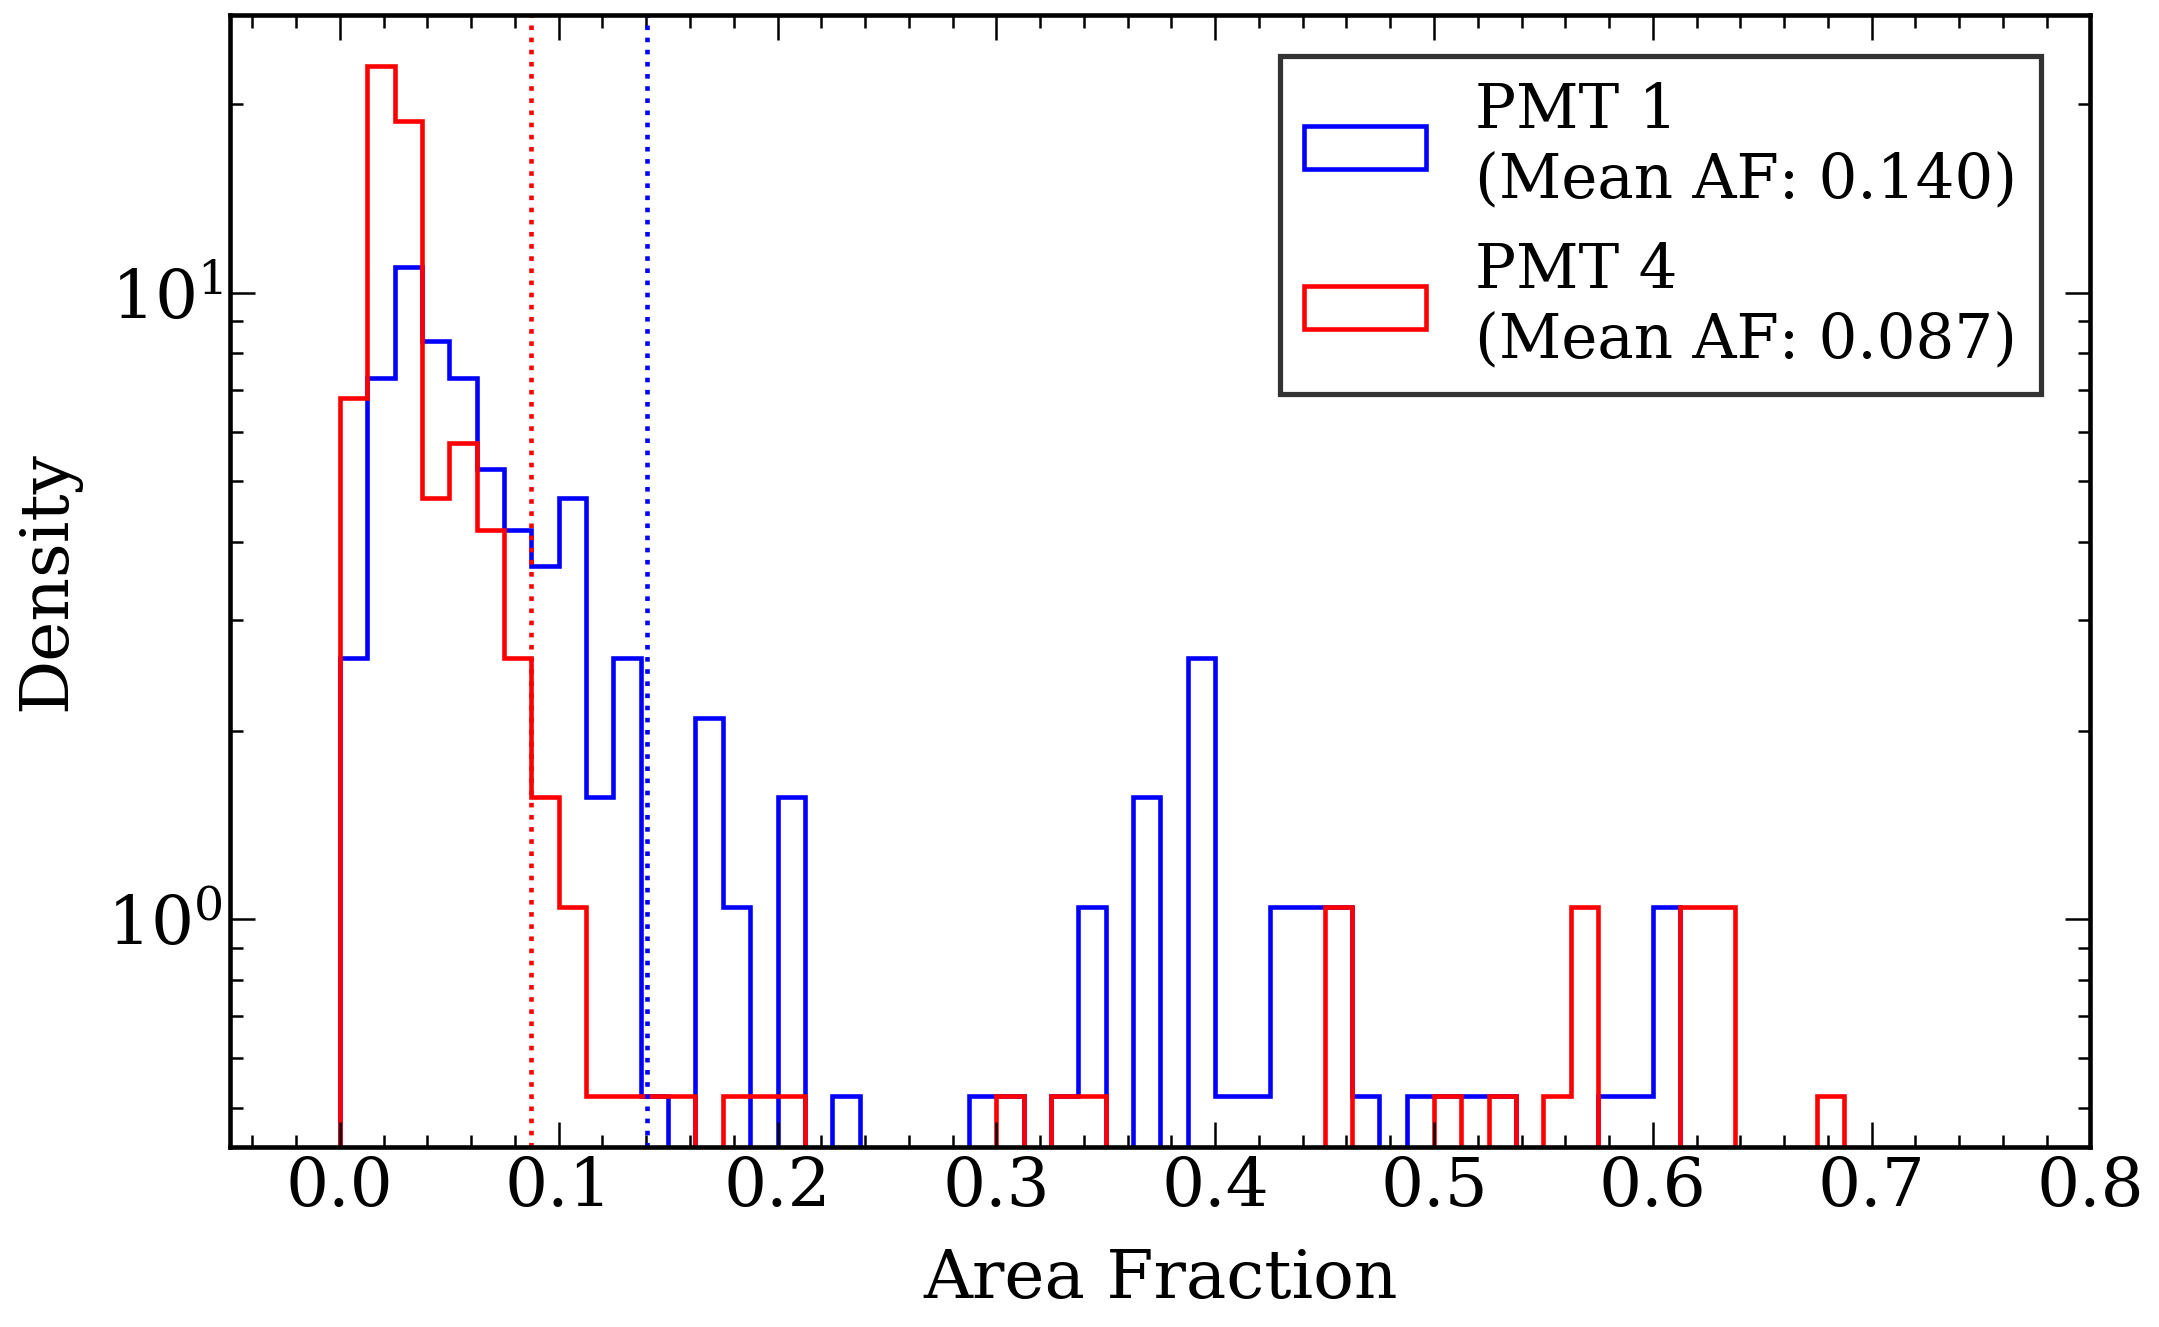 PMT 1
(Mean AF: 0.140)
PMT 4
(Mean AF: 0.087)
10¹
10⁰
Density
0.0 0.1 0.2 0.3 0.4 0.5 0.6 0.7 0.8
Area Fraction